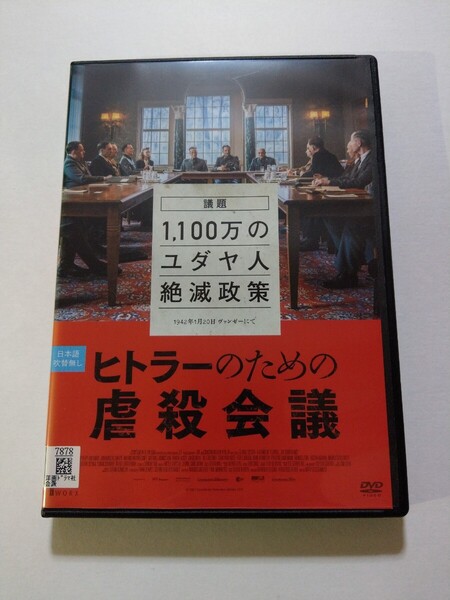 議題
1,100万の
ユダヤ人
絶滅政策
1942年1月20日 ヴァンゼーにて
日本語
吹替無し
ヒトラーのための
虐殺会議
7878
DVD